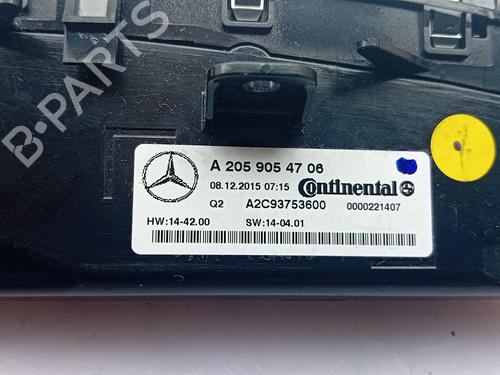 B-PARTS
A 205 905 47 06
08.12.2015 07:15 Continental
Q2 A2C93753600 0000221407
HW:14-42.00 SW:14-04.01